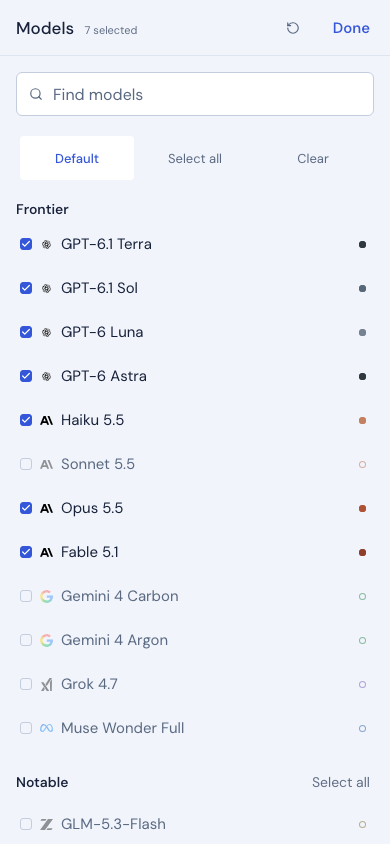 Models 7 selected Done
Find models
Default Select all Clear
Frontier
GPT-6.1 Terra
GPT-6.1 Sol
GPT-6 Luna
GPT-6 Astra
Haiku 5.5
Sonnet 5.5
Opus 5.5
Fable 5.1
Gemini 4 Carbon
Gemini 4 Argon
Grok 4.7
Muse Wonder Full
Notable Select all
GLM-5.3-Flash